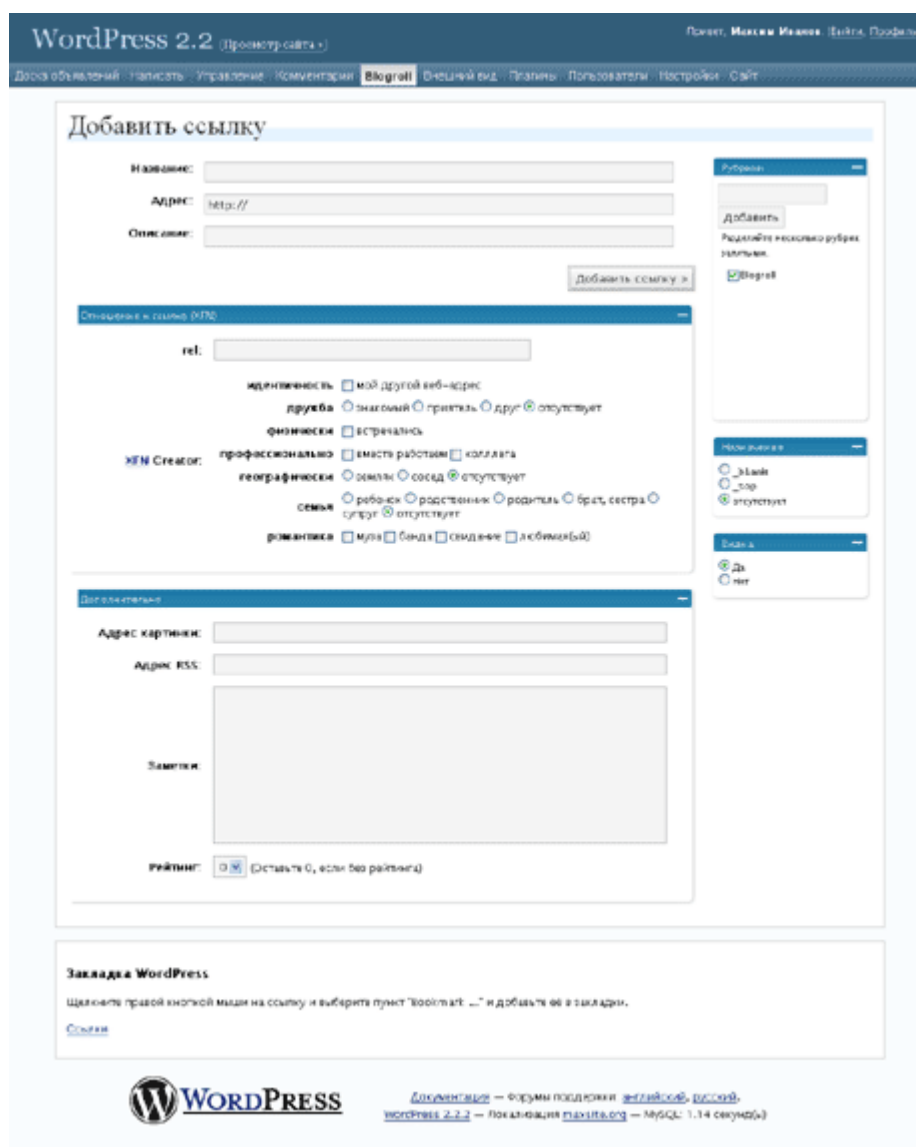 WordPress 2.2 (Просмотр сайта »)
Привет, Максим Иванов. [Выйти, Профиль
Доска объявлений Написать Управление Комментарии Blogroll Внешний вид Плагины Пользователи Настройки Сайт
Добавить ссылку
Название:
Адрес: http://
Описание:
Добавить ссылку »
Рубрики
Добавить
Разделяйте несколько рубрик
запятыми.
Blogroll
Отношение к ссылке (XFN)
rel:
XFN Creator:
идентичность мой другой веб-адрес
дружба знакомый приятель друг отсутствует
физически встречались
профессионально вместе работаем коллега
географически земляк сосед отсутствует
семья ребенок родственник родитель брат, сестра
супруг отсутствует
романтика муза банда свидание любимая(ый)
Назначение
_blank
_top
отсутствует
Видна
Да
Нет
Дополнительно
Адрес картинки:
Адрес RSS:
Заметки:
Рейтинг: 0 (Оставьте 0, если без рейтинга)
Закладка WordPress
Щелкните правой кнопкой мыши на ссылку и выберите пункт "Bookmark ..." и добавьте её в закладки.
Ссылки
WORDPRESS
Документация — Форумы поддержки: английский, русский.
WordPress 2.2.2 — Локализация maxsite.org — MySQL: 1.14 секунд(ы)